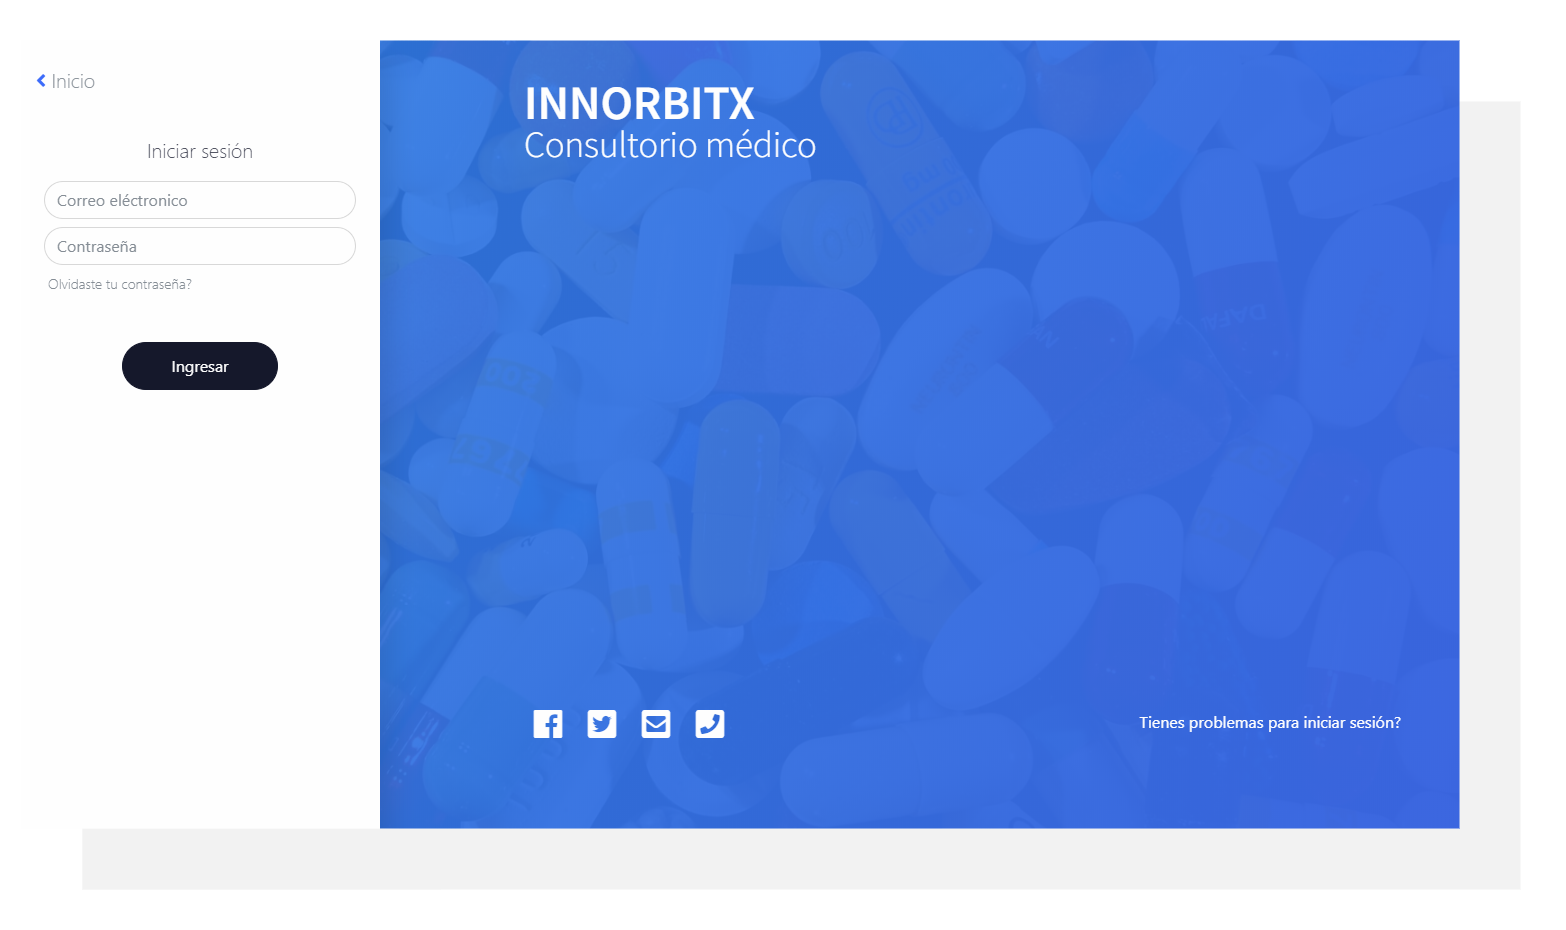 Inicio
Iniciar sesión
Correo eléctronico
Contraseña
Olvidaste tu contraseña?
Ingresar
INNORBITX
Consultorio médico
Tienes problemas para iniciar sesión?